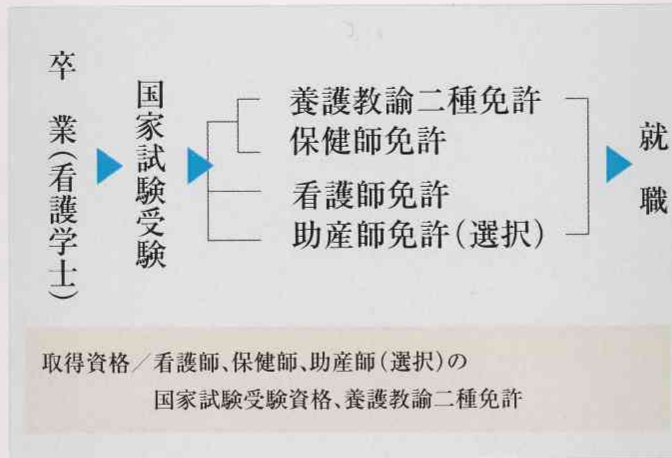 卒業(看護学士)
国家試験受験
養護教諭二種免許
保健師免許
看護師免許
助産師免許(選択)
就職
取得資格/看護師、保健師、助産師(選択)の
国家試験受験資格、養護教諭二種免許